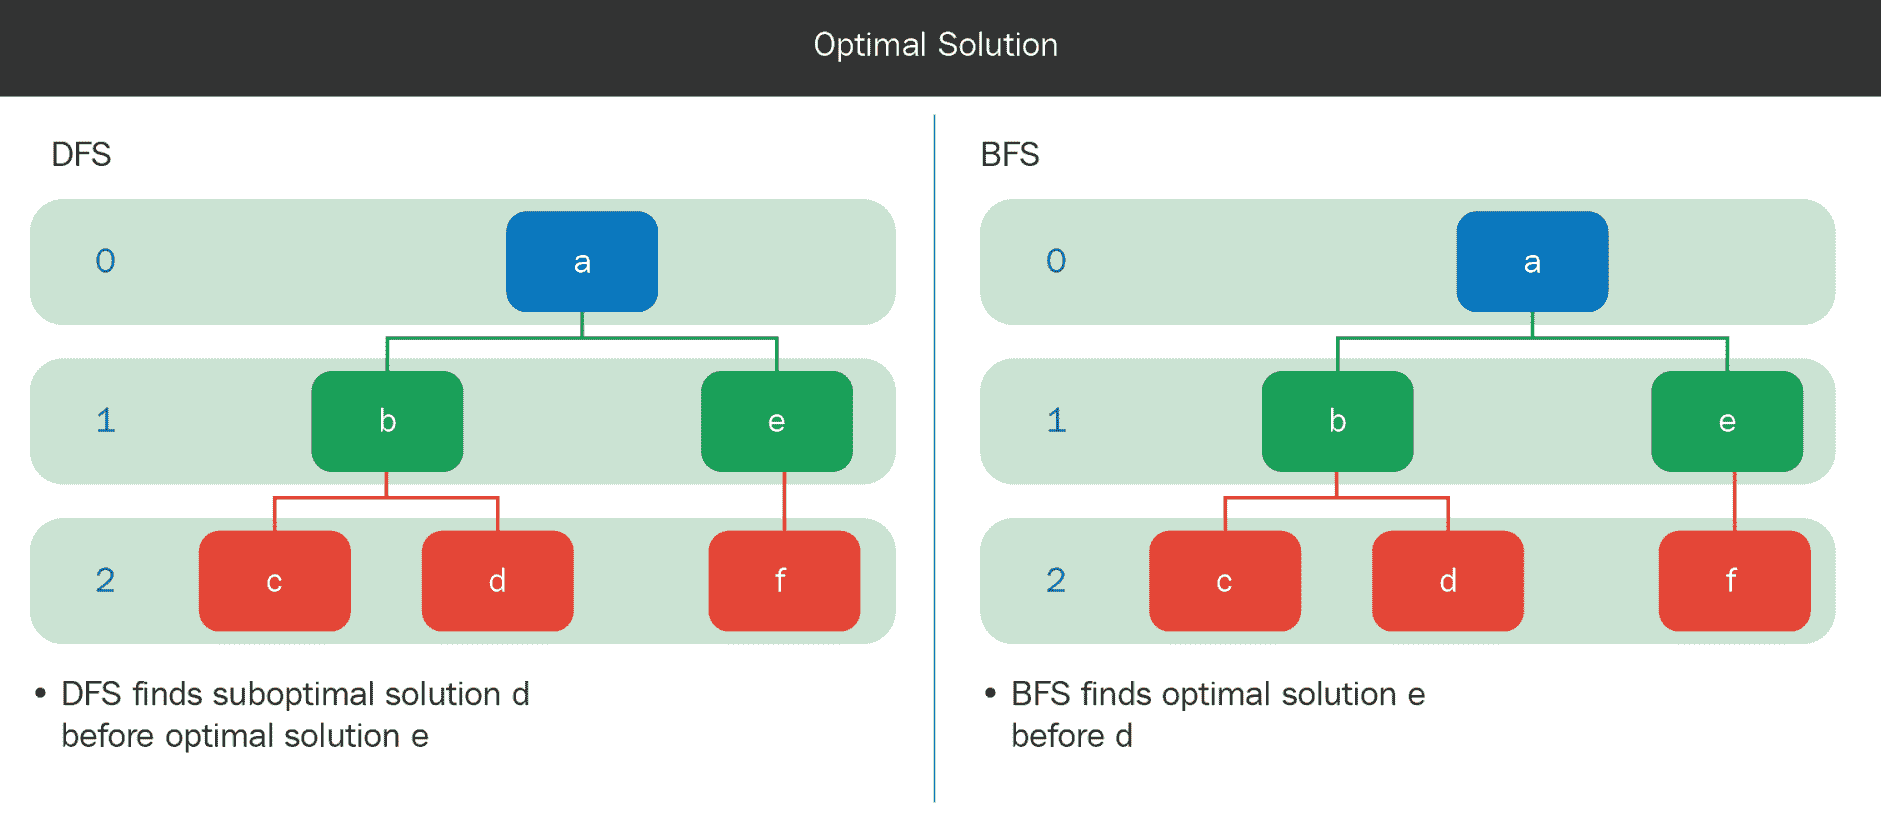 Optimal Solution
DFS
0
a
1
b
e
2
c
d
f
• DFS finds suboptimal solution d
before optimal solution e
BFS
0
a
1
b
e
2
c
d
f
• BFS finds optimal solution e
before d